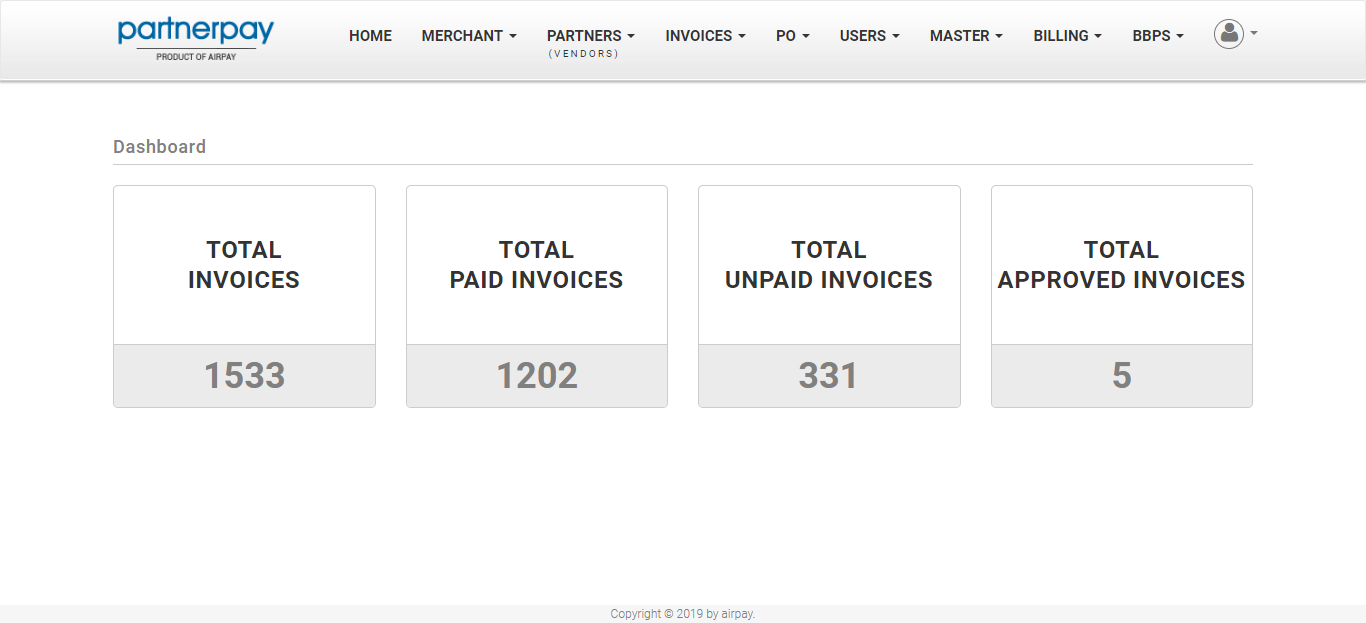 partnerpay
PRODUCT OF AIRPAY
HOME MERCHANT PARTNERS INVOICES PO USERS MASTER BILLING BBPS
(VENDORS)
Dashboard
TOTAL
INVOICES
1533
TOTAL
PAID INVOICES
1202
TOTAL
UNPAID INVOICES
331
TOTAL
APPROVED INVOICES
5
Copyright © 2019 by airpay.